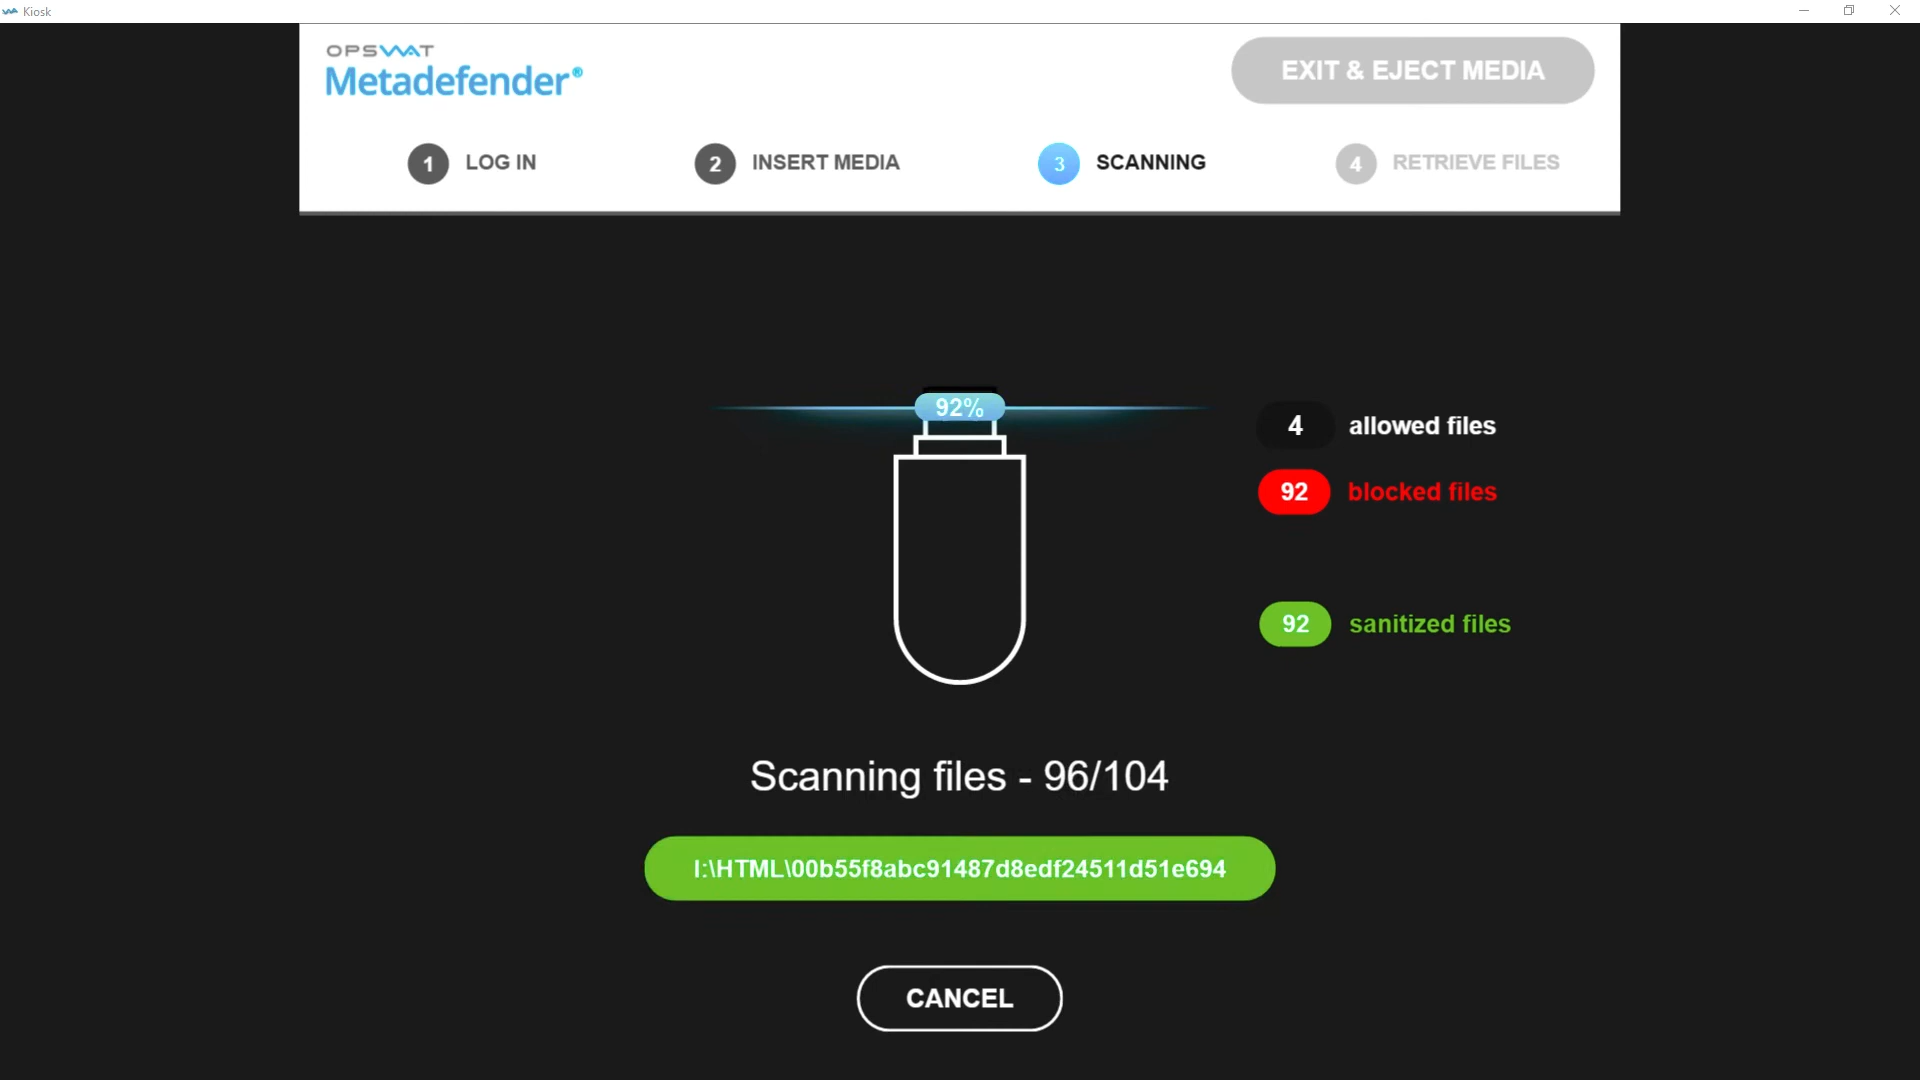 Kiosk
OPSWAT
Metadefender®
EXIT & EJECT MEDIA
1 LOG IN
2 INSERT MEDIA
3 SCANNING
4 RETRIEVE FILES
92%
4 allowed files
92 blocked files
92 sanitized files
Scanning files - 96/104
I:\HTML\00b55f8abc91487d8edf24511d51e694
CANCEL